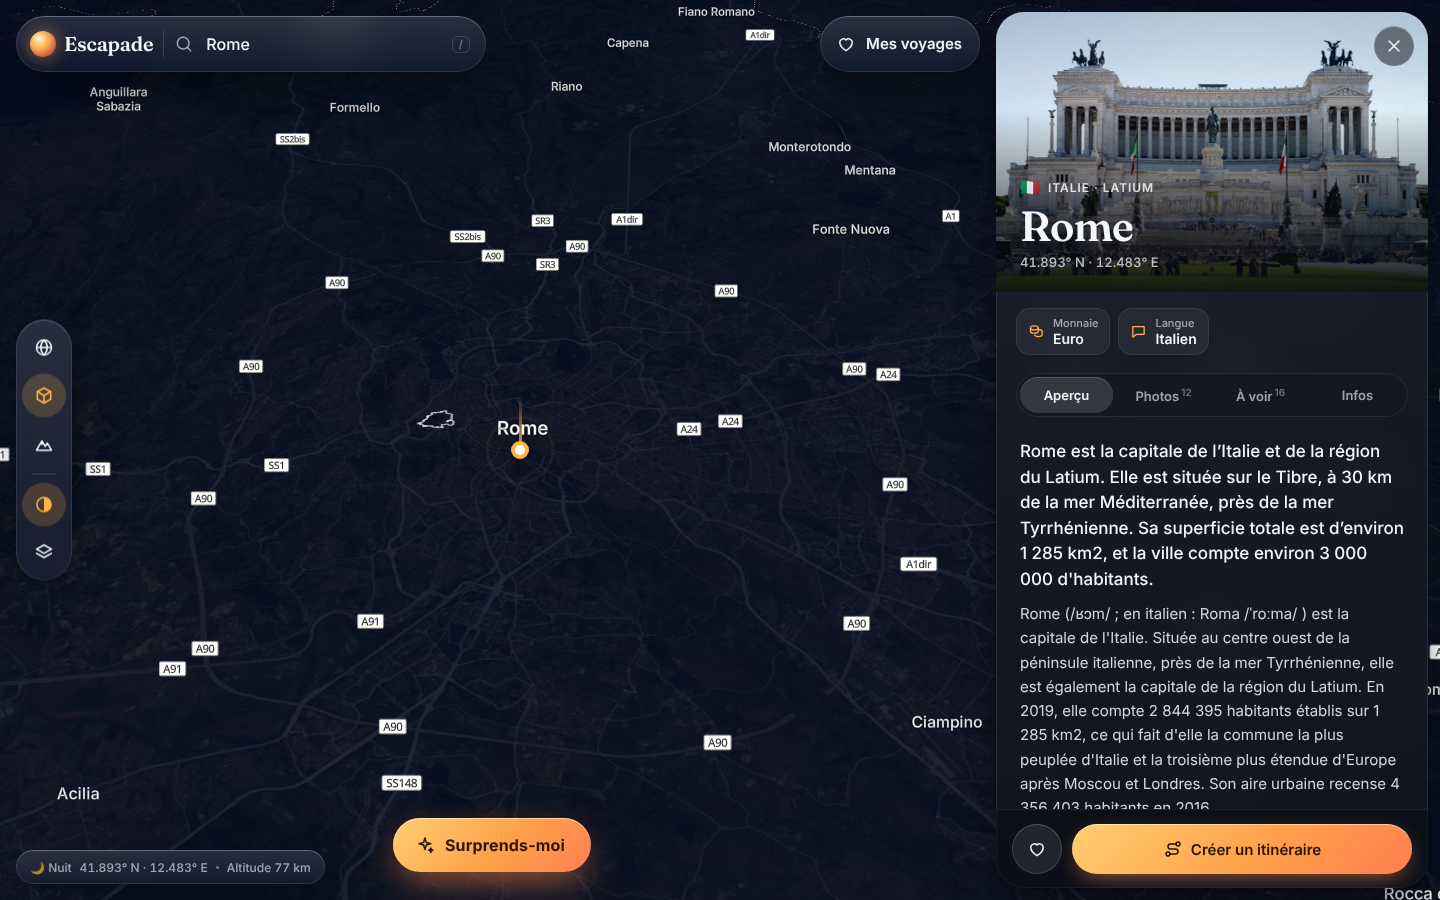 Escapade
Rome
/
Mes voyages
Fiano Romano
A1dir
Capena
Riano
Anguillara
Sabazia
Formello
SS2bis
Monterotondo
Mentana
SR3
A1dir
A1
SS2bis
A90
A90
SR3
Fonte Nuova
A90
A90
A90
A90
A24
Rome
A24
A24
SS1
SS1
A90
A90
A1dir
A91
A90
A90
A91
A90
A90
Ciampino
SS148
Acilia
Surprends-moi
🌙 Nuit 41.893° N · 12.483° E • Altitude 77 km
ITALIE · LATIUM
Rome
41.893° N · 12.483° E
Monnaie
Euro
Langue
Italien
Aperçu
Photos 12
À voir 16
Infos
Rome est la capitale de l’Italie et de la région
du Latium. Elle est située sur le Tibre, à 30 km
de la mer Méditerranée, près de la mer
Tyrrhénienne. Sa superficie totale est d’environ
1 285 km2, et la ville compte environ 3 000
000 d'habitants.
Rome (/ʁɔm/ ; en italien : Roma /ˈroːma/ ) est la
capitale de l'Italie. Située au centre ouest de la
péninsule italienne, près de la mer Tyrrhénienne, elle
est également la capitale de la région du Latium. En
2019, elle compte 2 844 395 habitants établis sur 1
285 km2, ce qui fait d'elle la commune la plus
peuplée d'Italie et la troisième plus étendue d'Europe
après Moscou et Londres. Son aire urbaine recense 4
356 403 habitants en 2016.
Créer un itinéraire
Rocca